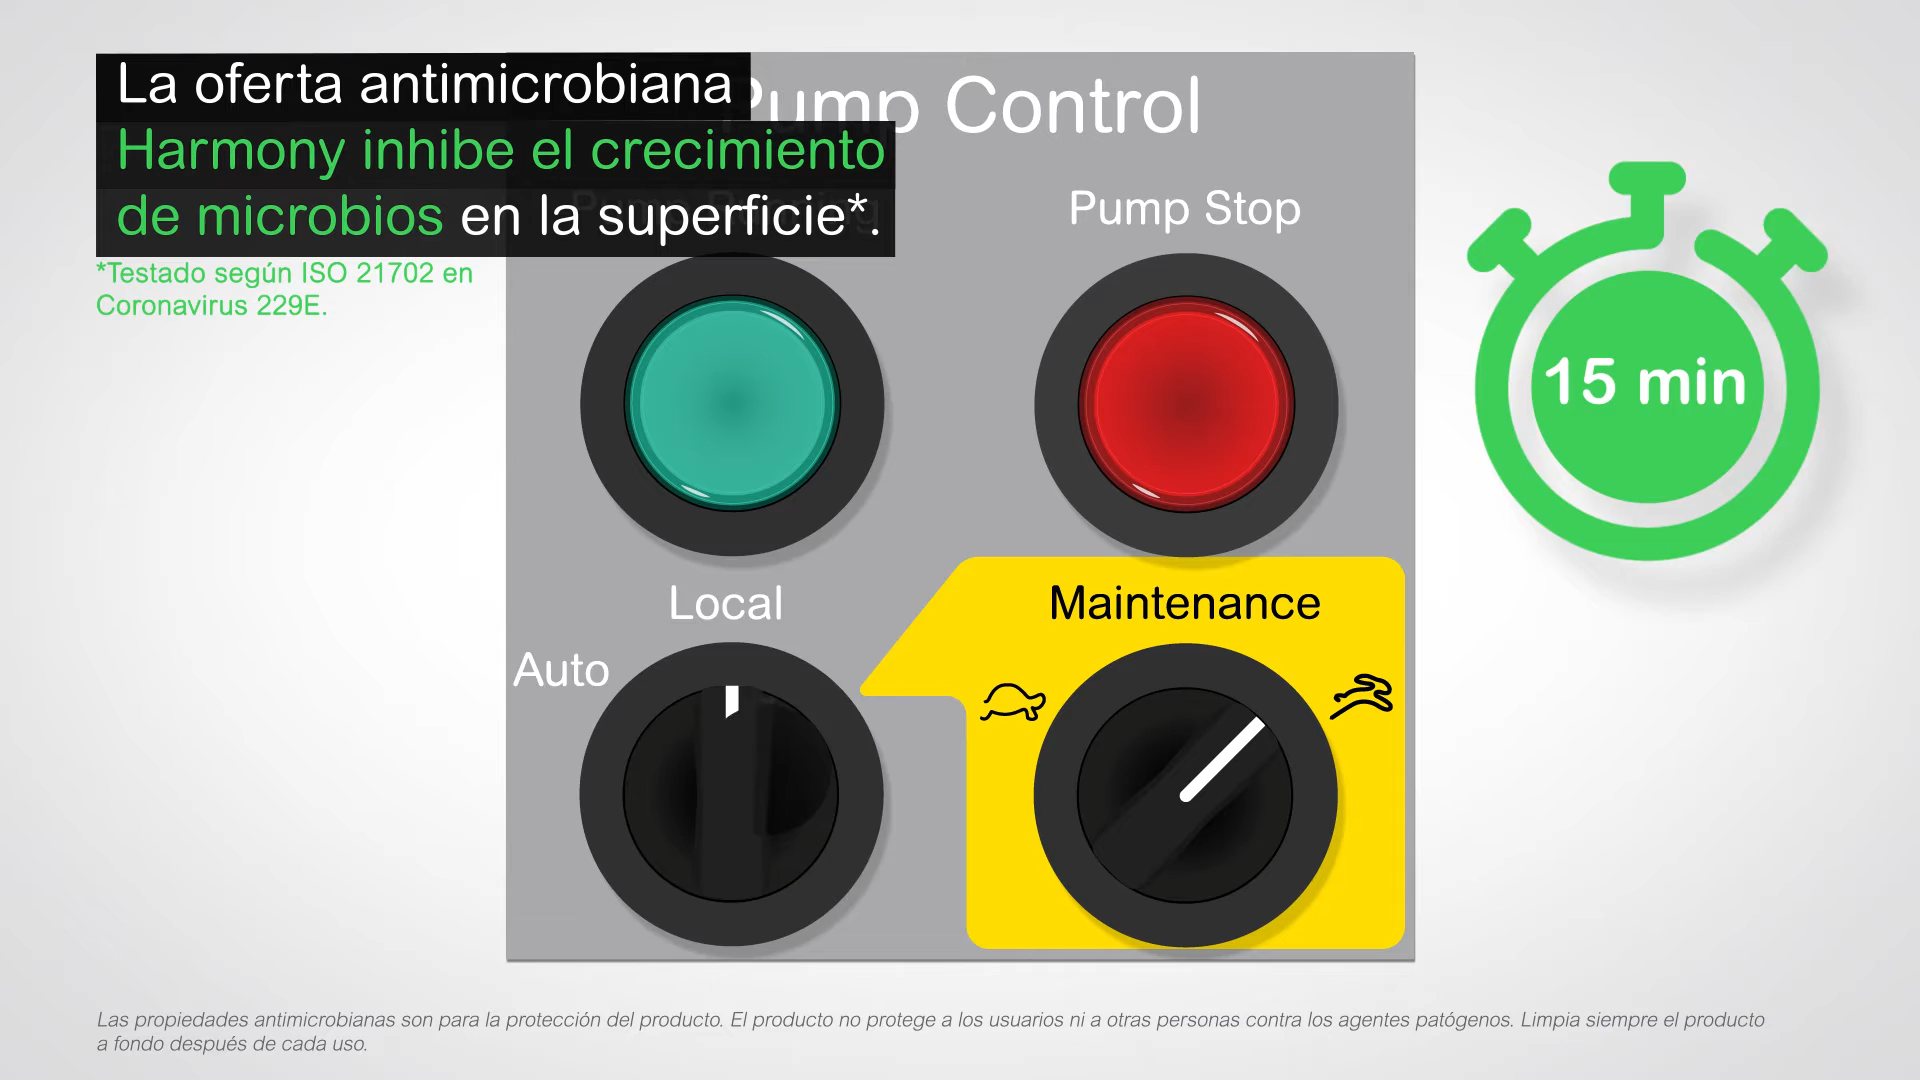 La oferta antimicrobiana
Harmony inhibe el crecimiento
de microbios en la superficie*.
*Testado según ISO 21702 en
Coronavirus 229E.
Pump Control
Pump Stop
15 min
Local
Maintenance
Auto
Las propiedades antimicrobianas son para la protección del producto. El producto no protege a los usuarios ni a otras personas contra los agentes patógenos. Limpia siempre el producto
a fondo después de cada uso.